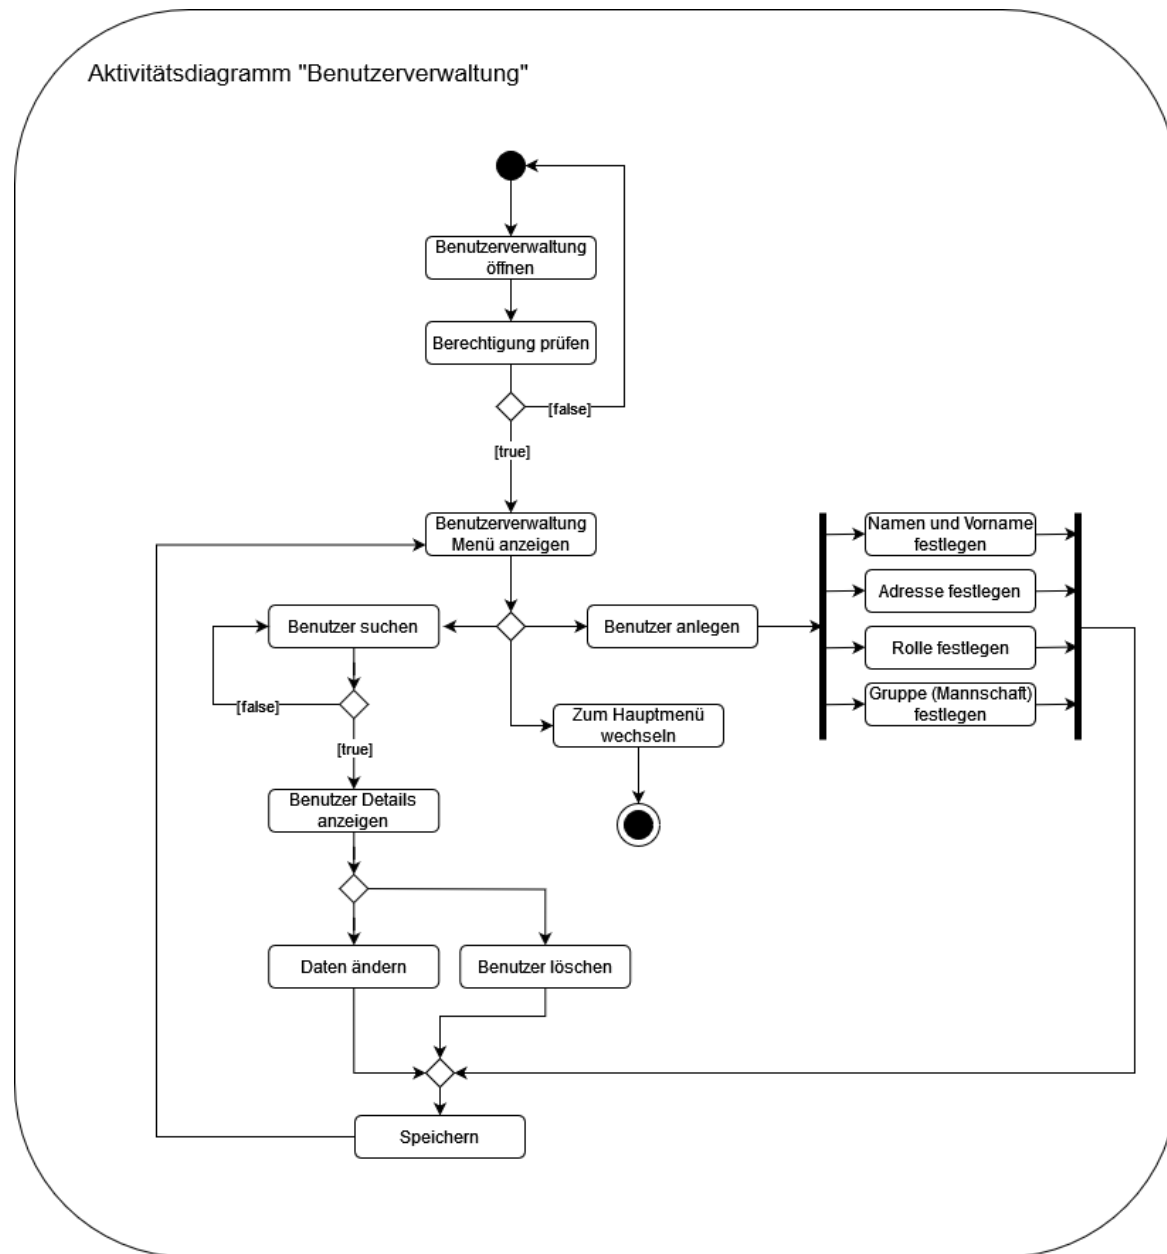 Aktivitätsdiagramm "Benutzerverwaltung"
Benutzerverwaltung
öffnen
Berechtigung prüfen
[false]
[true]
Benutzerverwaltung
Menü anzeigen
Namen und Vorname
festlegen
Adresse festlegen
Benutzer suchen
Benutzer anlegen
Rolle festlegen
[false]
Gruppe (Mannschaft)
festlegen
Zum Hauptmenü
wechseln
[true]
Benutzer Details
anzeigen
Daten ändern
Benutzer löschen
Speichern